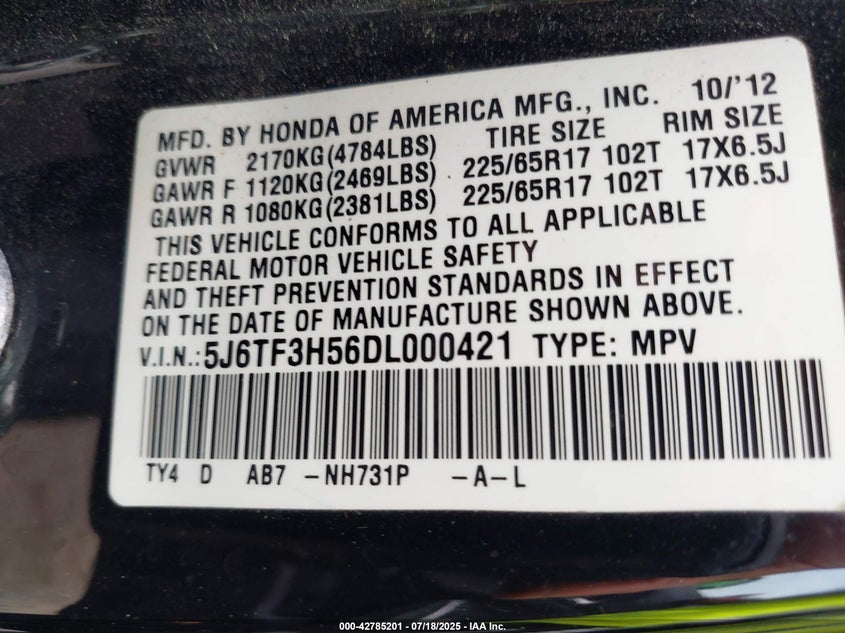 MFD. BY HONDA OF AMERICA MFG., INC. 10/'12
GVWR 2170KG(4784LBS) TIRE SIZE RIM SIZE
GAWR F 1120KG(2469LBS) 225/65R17 102T 17X6.5J
GAWR R 1080KG(2381LBS) 225/65R17 102T 17X6.5J
THIS VEHICLE CONFORMS TO ALL APPLICABLE
FEDERAL MOTOR VEHICLE SAFETY
AND THEFT PREVENTION STANDARDS IN EFFECT
ON THE DATE OF MANUFACTURE SHOWN ABOVE.
V.I.N.:5J6TF3H56DL000421 TYPE: MPV
TY4 D AB7 -NH731P -A-L
000-42785201 - 07/18/2025 - IAA Inc.